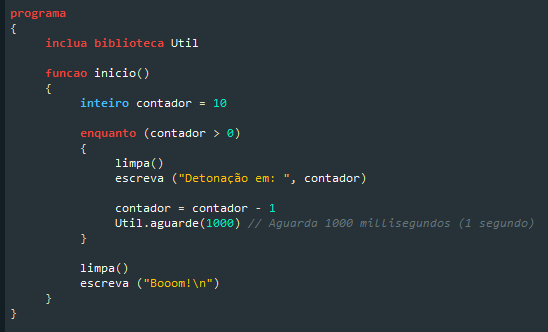 programa
{
inclua biblioteca Util
funcao inicio()
{
inteiro contador = 10
enquanto (contador > 0)
{
limpa()
escreva ("Detonação em: ", contador)
contador = contador - 1
Util.aguarde(1000) // Aguarda 1000 millisegundos (1 segundo)
}
limpa()
escreva ("Booom!\n")
}
}